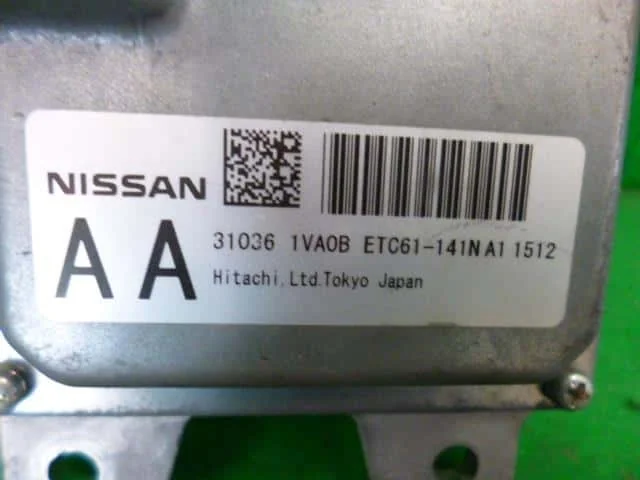 NISSAN
AA 31036 1VA0B ETC61-141N A1 1512
Hitachi,Ltd.Tokyo Japan